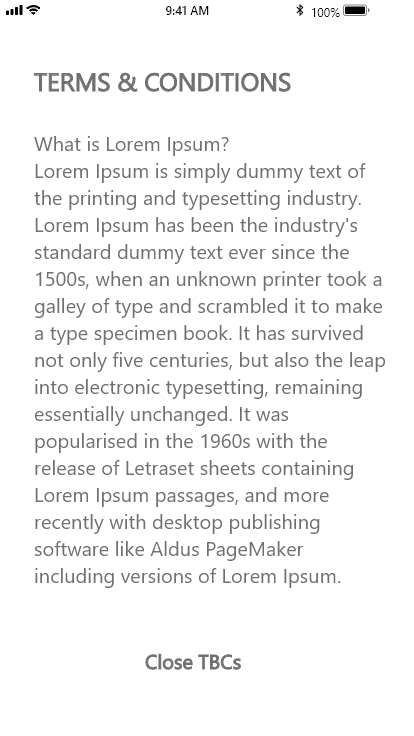 9:41 AM 100%
TERMS & CONDITIONS
What is Lorem Ipsum?
Lorem Ipsum is simply dummy text of
the printing and typesetting industry.
Lorem Ipsum has been the industry's
standard dummy text ever since the
1500s, when an unknown printer took a
galley of type and scrambled it to make
a type specimen book. It has survived
not only five centuries, but also the leap
into electronic typesetting, remaining
essentially unchanged. It was
popularised in the 1960s with the
release of Letraset sheets containing
Lorem Ipsum passages, and more
recently with desktop publishing
software like Aldus PageMaker
including versions of Lorem Ipsum.
Close TBCs